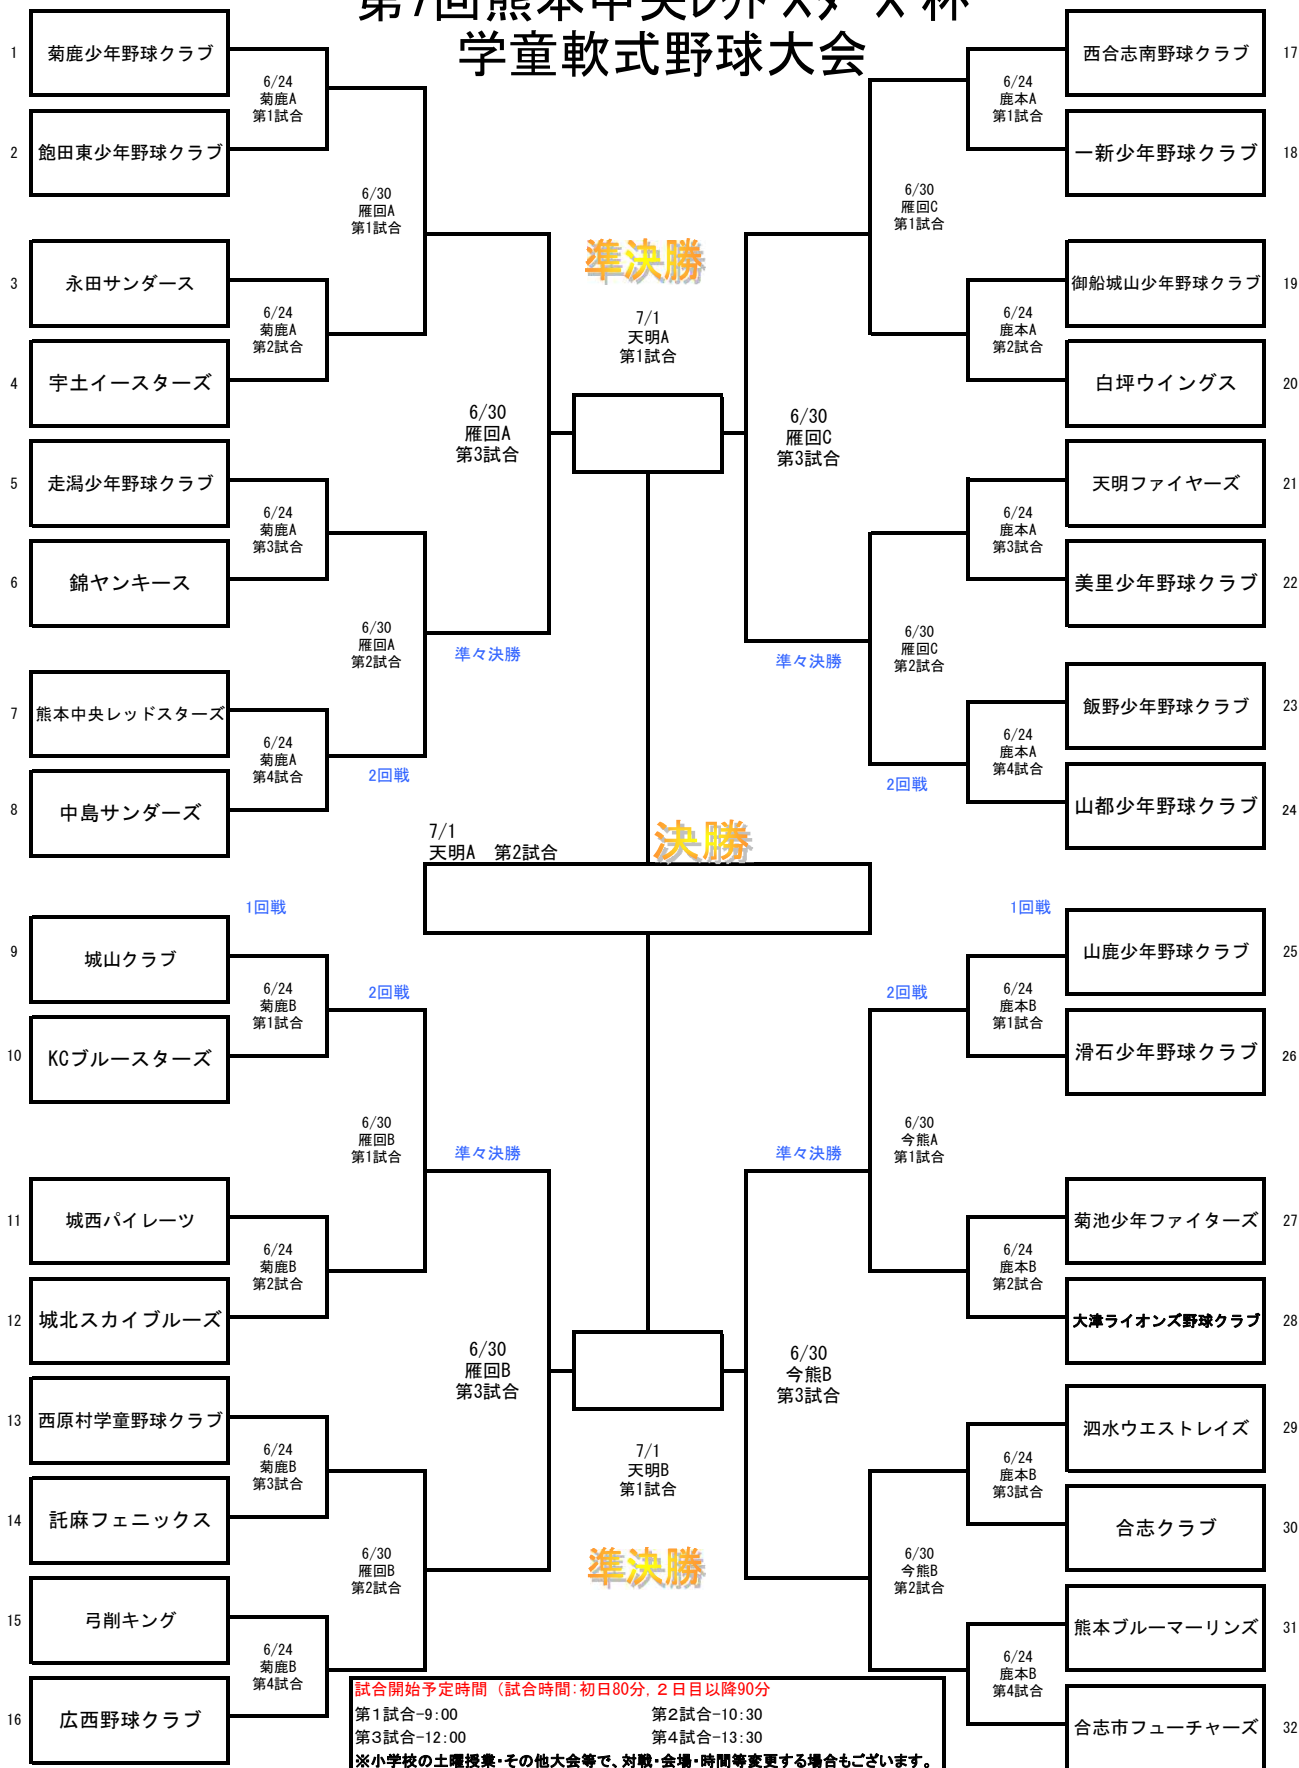 第7回熊本中央ﾚｯﾄﾞｽﾀｰｽﾞ杯
学童軟式野球大会
1 菊鹿少年野球クラブ
2 飽田東少年野球クラブ
6/24
菊鹿A
第1試合
3 永田サンダース
4 宇土イースターズ
6/24
菊鹿A
第2試合
6/30
雁回A
第1試合
5 走潟少年野球クラブ
6 錦ヤンキース
6/24
菊鹿A
第3試合
7 熊本中央レッドスターズ
8 中島サンダーズ
6/24
菊鹿A
第4試合
6/30
雁回A
第2試合
6/30
雁回A
第3試合
準々決勝
2回戦
1回戦
9 城山クラブ
10 KCブルースターズ
6/24
菊鹿B
第1試合
2回戦
11 城西パイレーツ
12 城北スカイブルーズ
6/24
菊鹿B
第2試合
6/30
雁回B
第1試合
準々決勝
13 西原村学童野球クラブ
14 託麻フェニックス
6/24
菊鹿B
第3試合
15 弓削キング
16 広西野球クラブ
6/24
菊鹿B
第4試合
6/30
雁回B
第2試合
6/30
雁回B
第3試合
準決勝
7/1
天明A
第1試合
7/1
天明A 第2試合
決勝
7/1
天明B
第1試合
準決勝
西合志南野球クラブ 17
一新少年野球クラブ 18
6/24
鹿本A
第1試合
御船城山少年野球クラブ 19
白坪ウイングス 20
6/24
鹿本A
第2試合
6/30
雁回C
第1試合
天明ファイヤーズ 21
美里少年野球クラブ 22
6/24
鹿本A
第3試合
飯野少年野球クラブ 23
山都少年野球クラブ 24
6/24
鹿本A
第4試合
6/30
雁回C
第2試合
6/30
雁回C
第3試合
準々決勝
2回戦
1回戦
山鹿少年野球クラブ 25
滑石少年野球クラブ 26
6/24
鹿本B
第1試合
2回戦
菊池少年ファイターズ 27
大津ライオンズ野球クラブ 28
6/24
鹿本B
第2試合
6/30
今熊A
第1試合
準々決勝
泗水ウエストレイズ 29
合志クラブ 30
6/24
鹿本B
第3試合
熊本ブルーマーリンズ 31
合志市フューチャーズ 32
6/24
鹿本B
第4試合
6/30
今熊B
第2試合
6/30
今熊B
第3試合
試合開始予定時間（試合時間:初日80分,２日目以降90分
第1試合-9:00 第2試合-10:30
第3試合-12:00 第4試合-13:30
※小学校の土曜授業・その他大会等で、対戦・会場・時間等変更する場合もございます。